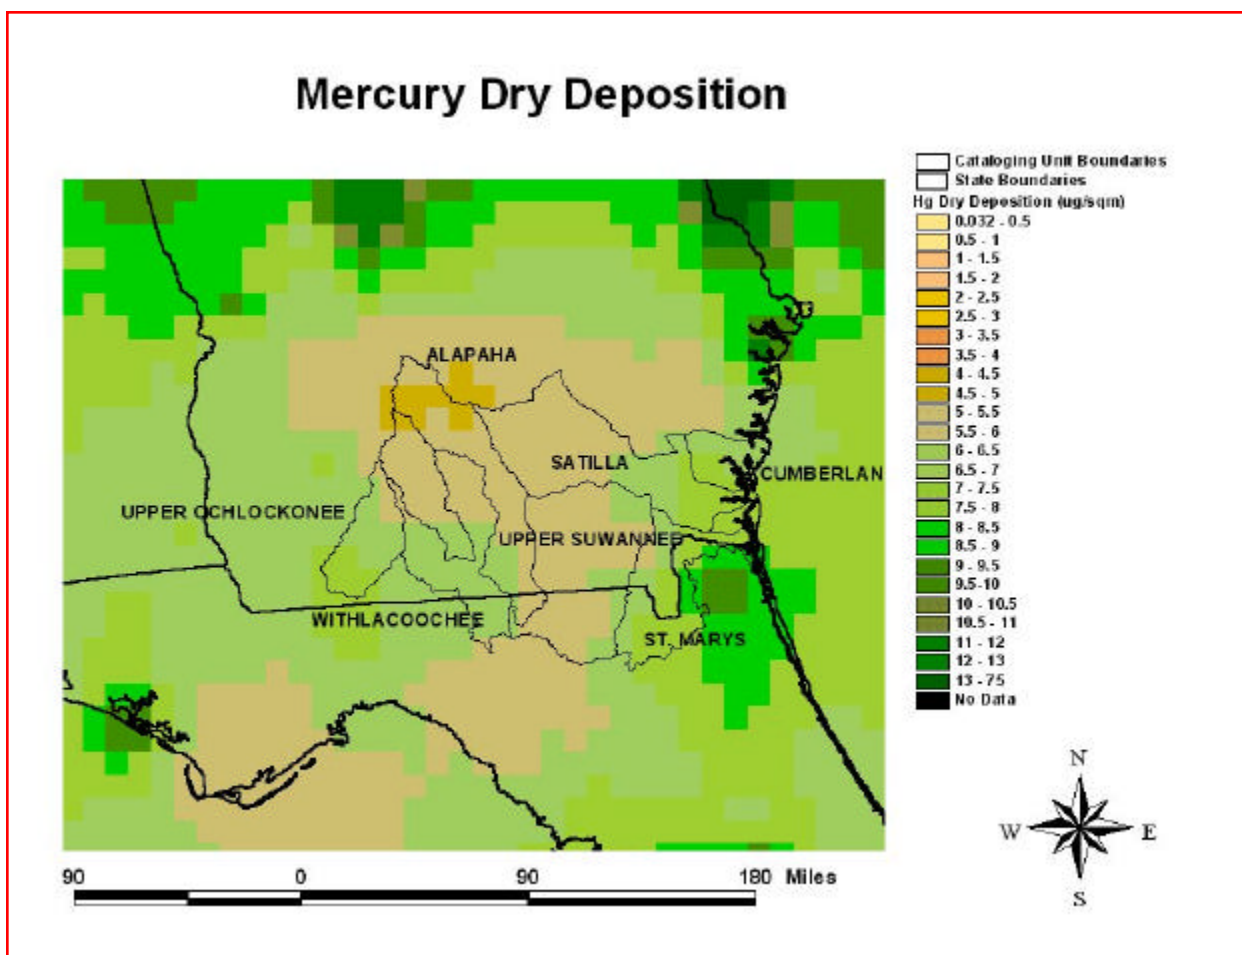 Mercury Dry Deposition
Cataloging Unit Boundaries
State Boundaries
Hg Dry Deposition (ug/sqm)
0.032 - 0.5
0.5 - 1
1 - 1.5
1.5 - 2
2 - 2.5
2.5 - 3
3 - 3.5
3.5 - 4
4 - 4.5
4.5 - 5
5 - 5.5
5.5 - 6
6 - 6.5
6.5 - 7
7 - 7.5
7.5 - 8
8 - 8.5
8.5 - 9
9 - 9.5
9.5-10
10 - 10.5
10.5 - 11
11 - 12
12 - 13
13 - 75
No Data
ALAPAHA
SATILLA
CUMBERLAN
UPPER OCHLOCKONEE
UPPER SUWANNEE
WITHLACOOCHEE
ST. MARYS
90 0 90 180 Miles
N
W E
S